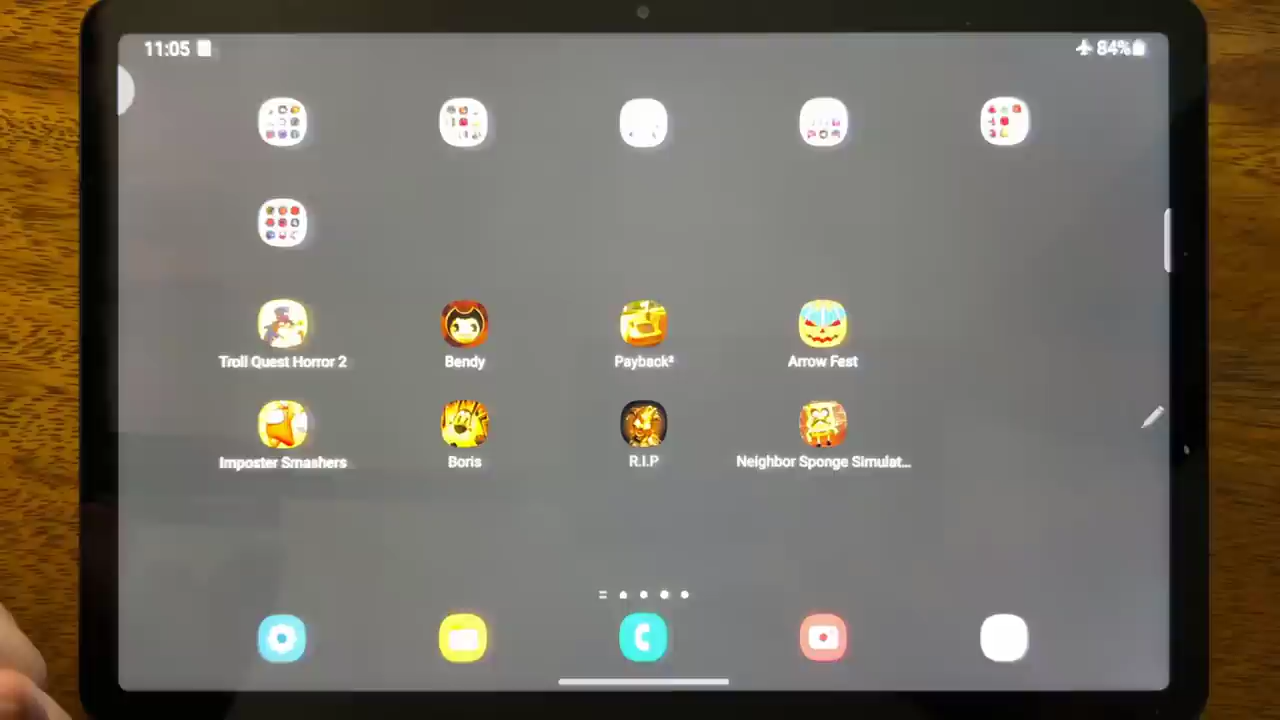 11:05
84%
Troll Quest Horror 2
Bendy
Payback²
Arrow Fest
Imposter Smashers
Boris
R.I.P
Neighbor Sponge Simulat...